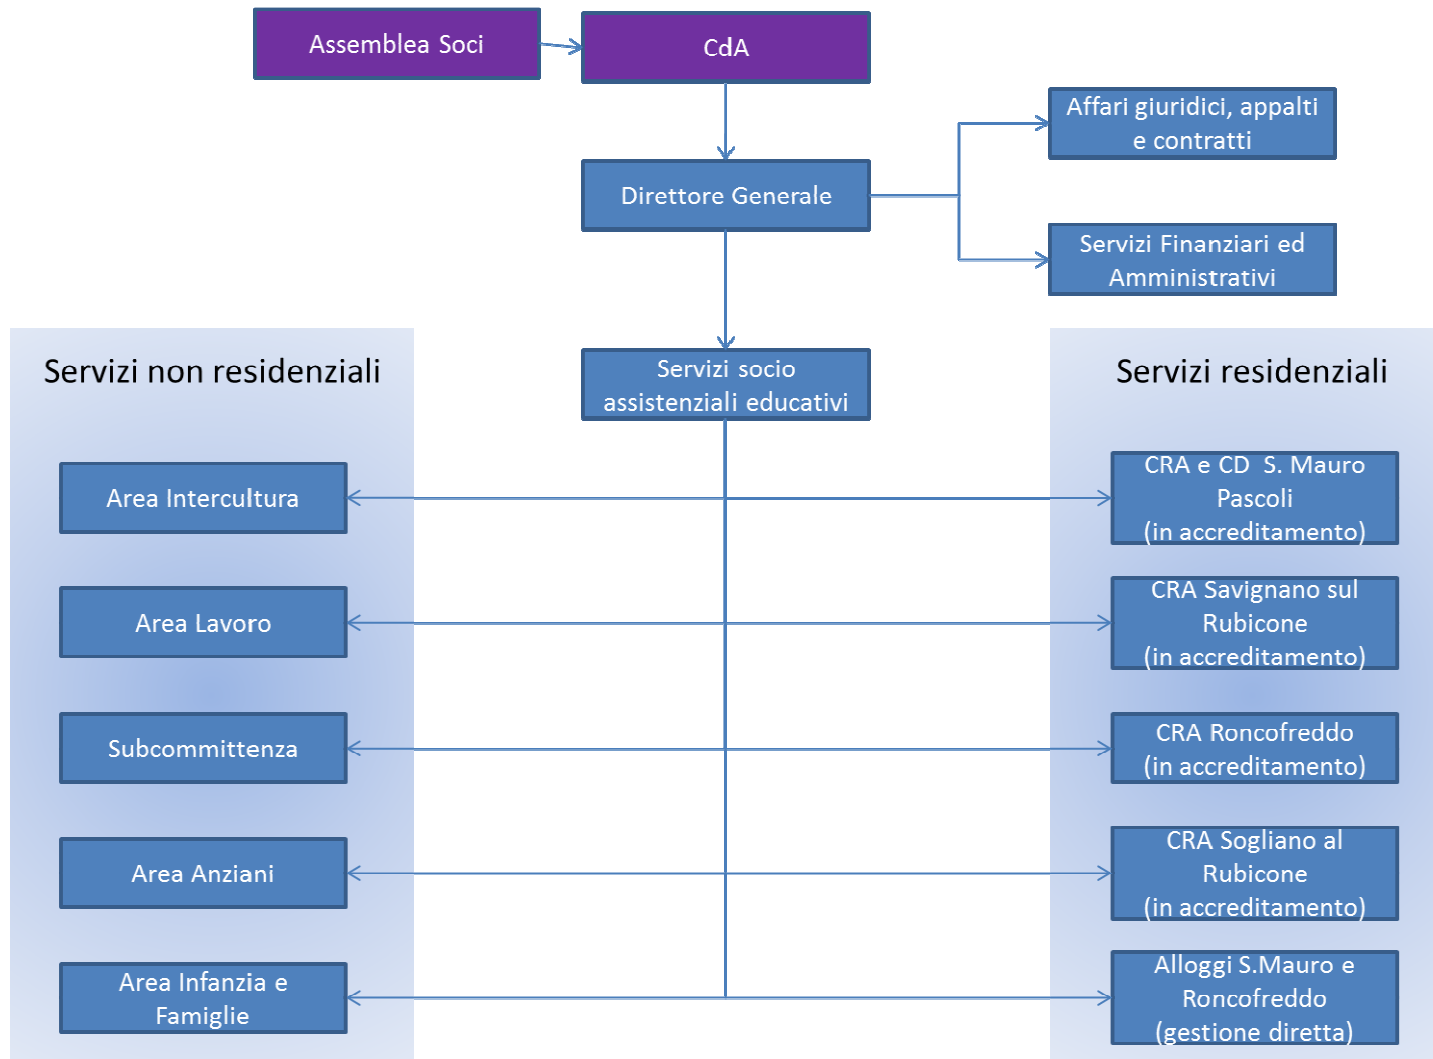 Assemblea Soci
CdA
Affari giuridici, appalti
e contratti
Direttore Generale
Servizi Finanziari ed
Amministrativi
Servizi non residenziali
Servizi socio
assistenziali educativi
Servizi residenziali
Area Intercultura
CRA e CD  S. Mauro
Pascoli
(in accreditamento)
Area Lavoro
CRA Savignano sul
Rubicone
(in accreditamento)
Subcommittenza
CRA Roncofreddo
(in accreditamento)
Area Anziani
CRA Sogliano al
Rubicone
(in accreditamento)
Area Infanzia e
Famiglie
Alloggi S.Mauro e
Roncofreddo
(gestione diretta)